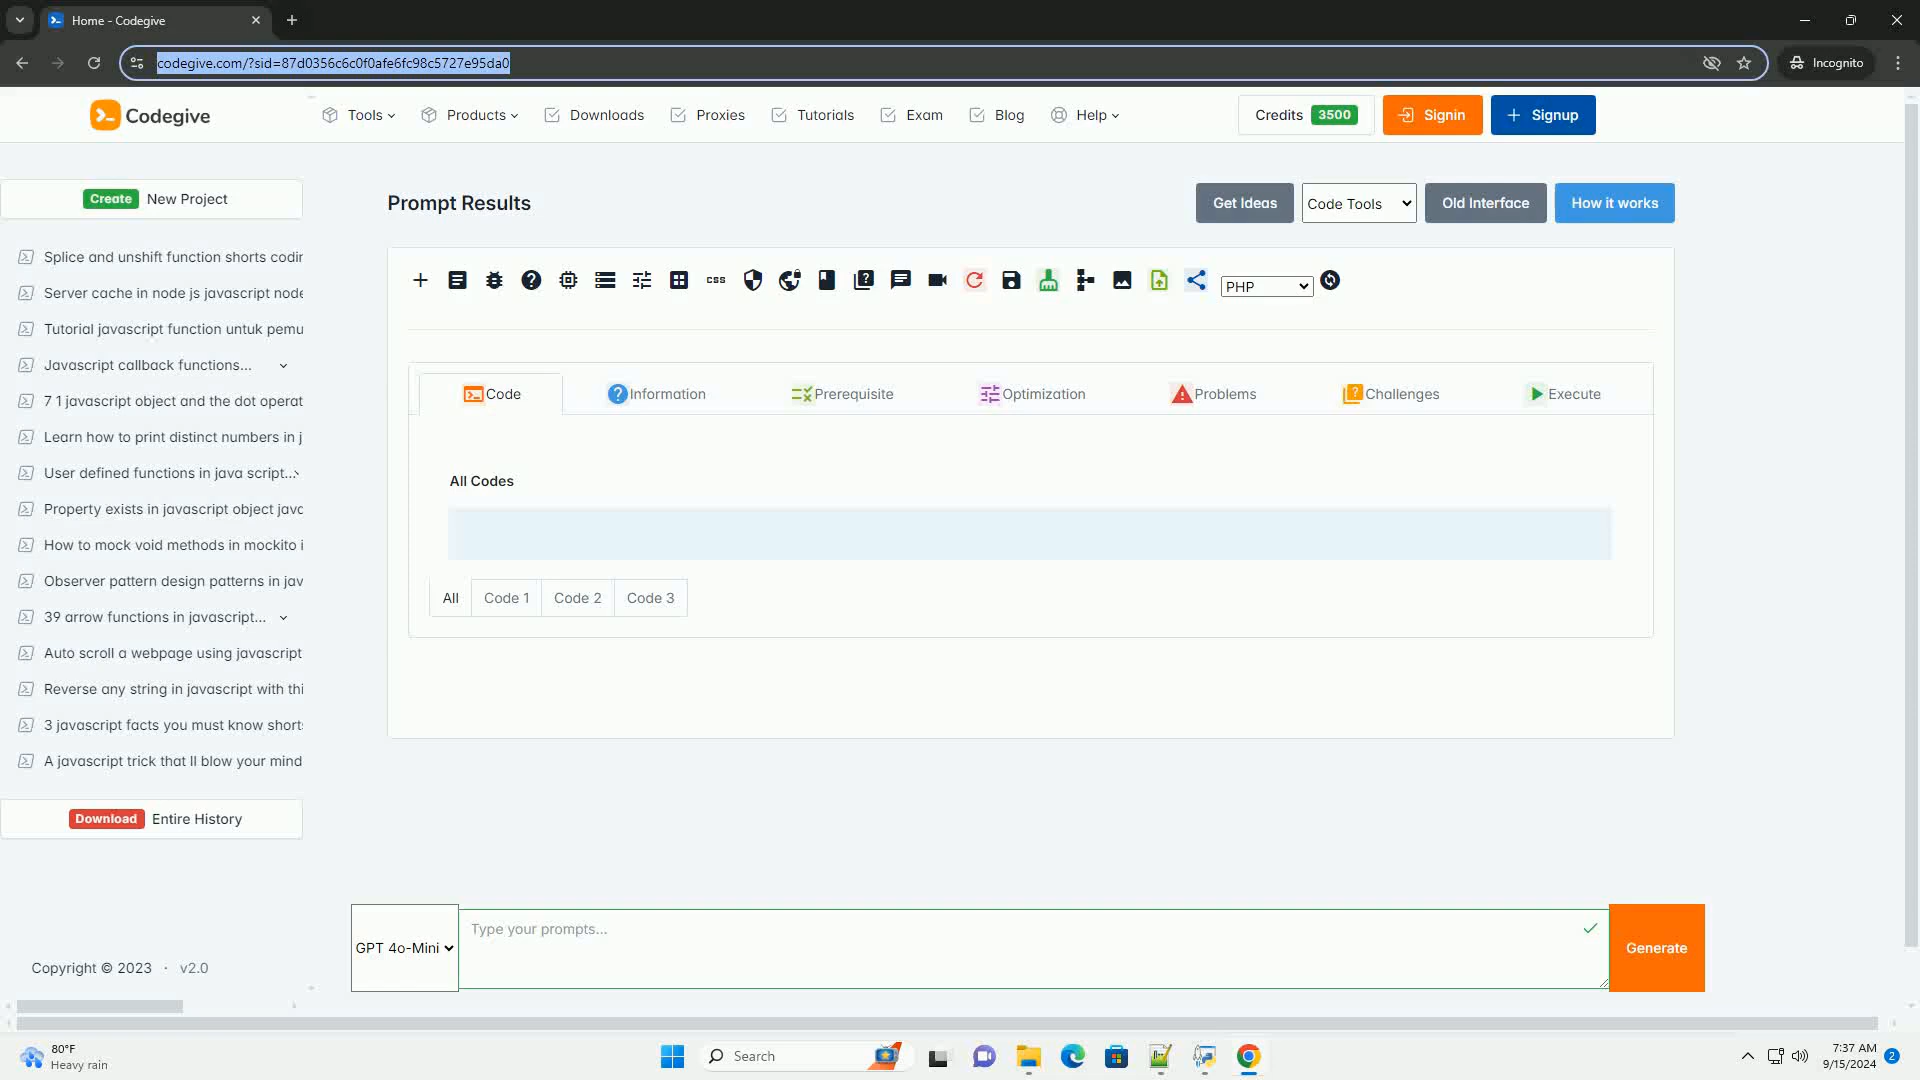 Home - Codegive
codegive.com/?sid=87d0356c6c0f0afe6fc98c5727e95da0
Incognito
Codegive
Tools
Products
Downloads
Proxies
Tutorials
Exam
Blog
Help
Credits 3500
Signin
Signup
Create New Project
Splice and unshift function shorts codin
Server cache in node js javascript node
Tutorial javascript function untuk pemu
Javascript callback functions...
7 1 javascript object and the dot operat
Learn how to print distinct numbers in j
User defined functions in java script...
Property exists in javascript object java
How to mock void methods in mockito i
Observer pattern design patterns in jav
39 arrow functions in javascript...
Auto scroll a webpage using javascript
Reverse any string in javascript with thi
3 javascript facts you must know shorts
A javascript trick that ll blow your mind
Download Entire History
Copyright © 2023 · v2.0
Prompt Results
Get Ideas
Code Tools
Old Interface
How it works
css
PHP
Code
Information
Prerequisite
Optimization
Problems
Challenges
Execute
All Codes
All
Code 1
Code 2
Code 3
GPT 4o-Mini
Type your prompts...
Generate
80°F
Heavy rain
Search
7:37 AM
9/15/2024
2